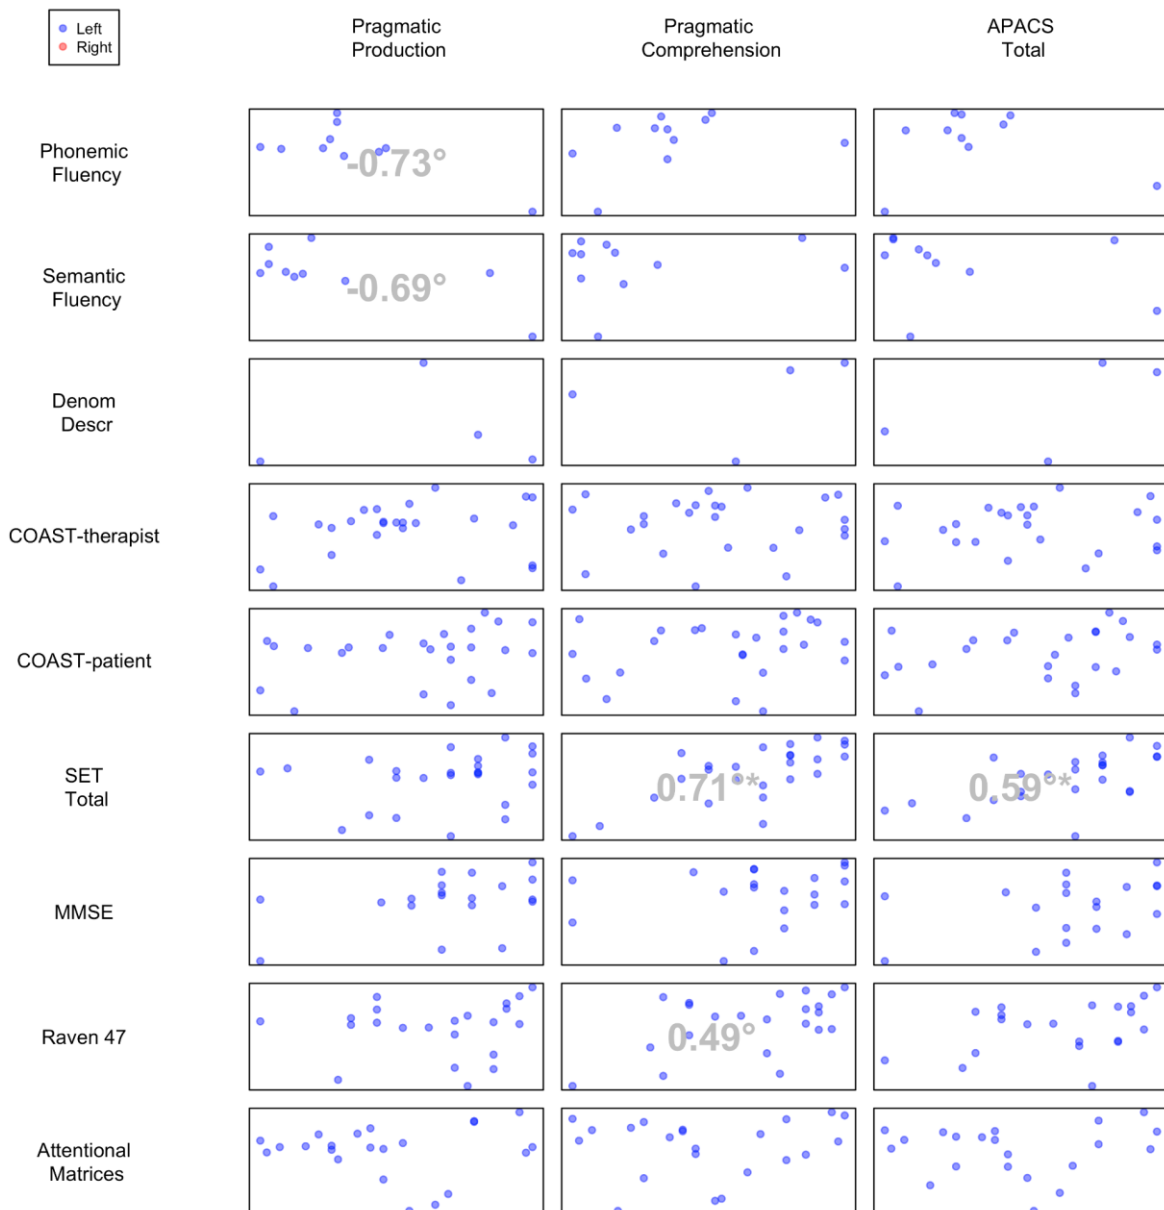 Left
Right
Pragmatic
Production
Pragmatic
Comprehension
APACS
Total
Phonemic
Fluency
-0.73°
Semantic
Fluency
-0.69°
Denom
Descr
COAST-therapist
COAST-patient
SET
Total
0.71°*
0.59°*
MMSE
Raven 47
0.49°
Attentional
Matrices